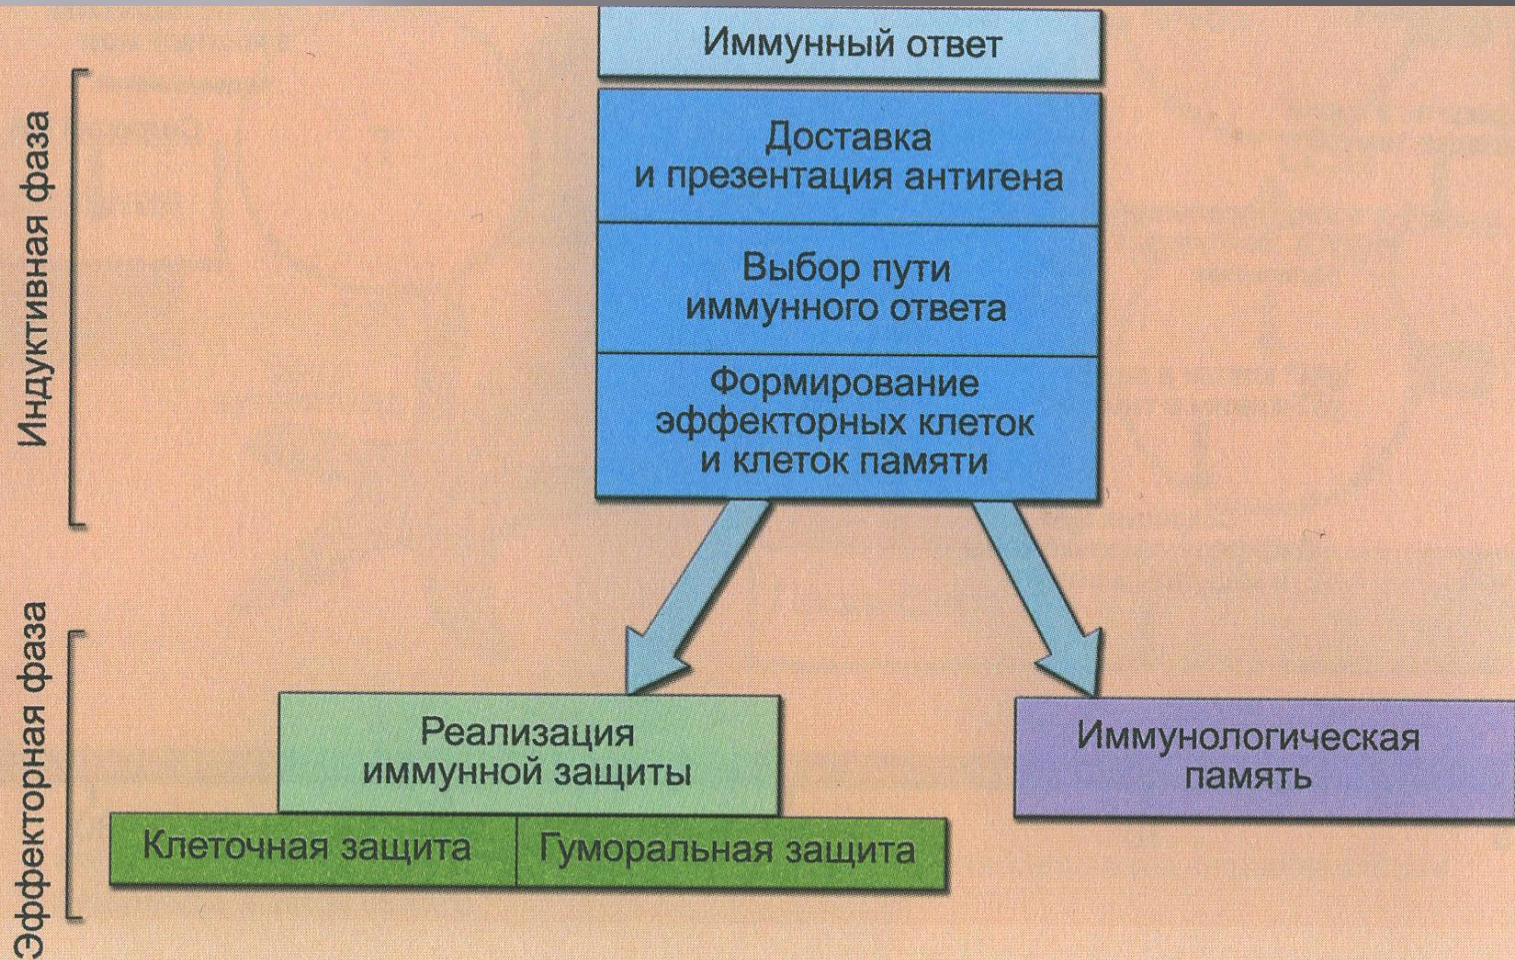 Иммунный ответ
Индуктивная фаза
Доставка
и презентация антигена
Выбор пути
иммунного ответа
Формирование
эффекторных клеток
и клеток памяти
Эффекторная фаза
Реализация
иммунной защиты
Клеточная защита
Гуморальная защита
Иммунологическая
память